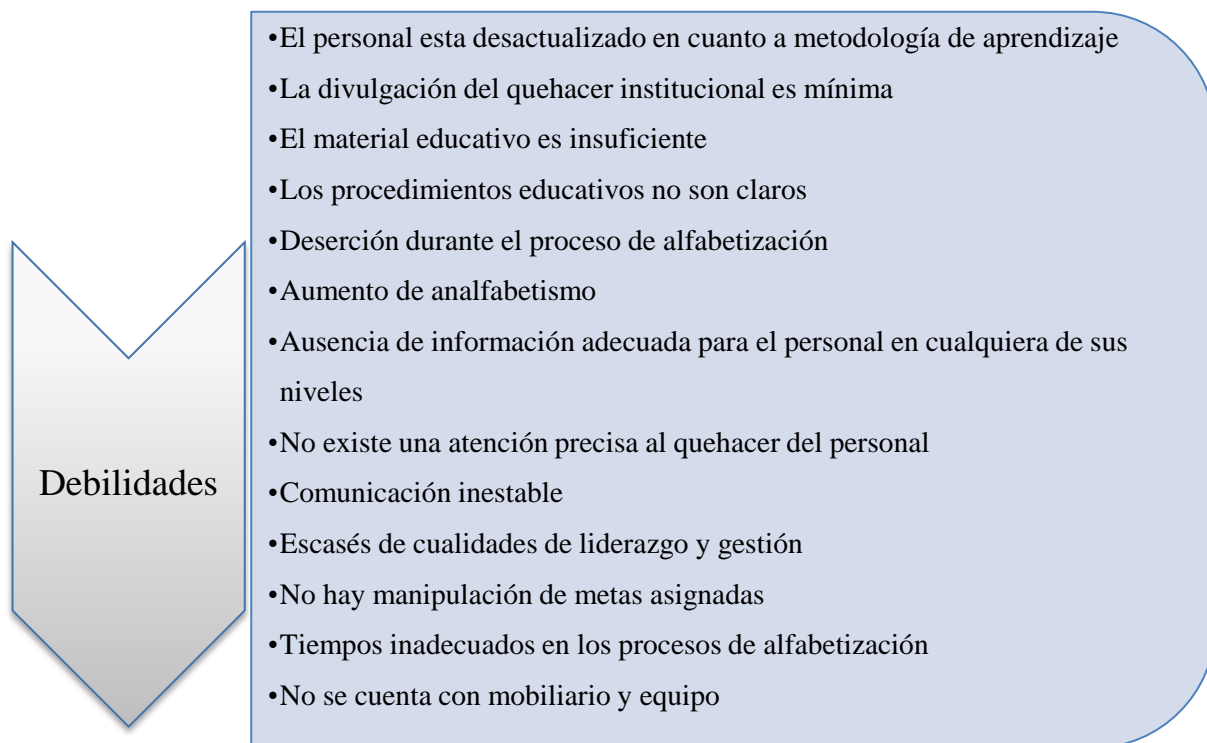 •El personal esta desactualizado en cuanto a metodología de aprendizaje
•La divulgación del quehacer institucional es mínima
•El material educativo es insuficiente
•Los procedimientos educativos no son claros
•Deserción durante el proceso de alfabetización
•Aumento de analfabetismo
•Ausencia de información adecuada para el personal en cualquiera de sus
niveles
•No existe una atención precisa al quehacer del personal
Debilidades
•Comunicación inestable
•Escasés de cualidades de liderazgo y gestión
•No hay manipulación de metas asignadas
•Tiempos inadecuados en los procesos de alfabetización
•No se cuenta con mobiliario y equipo